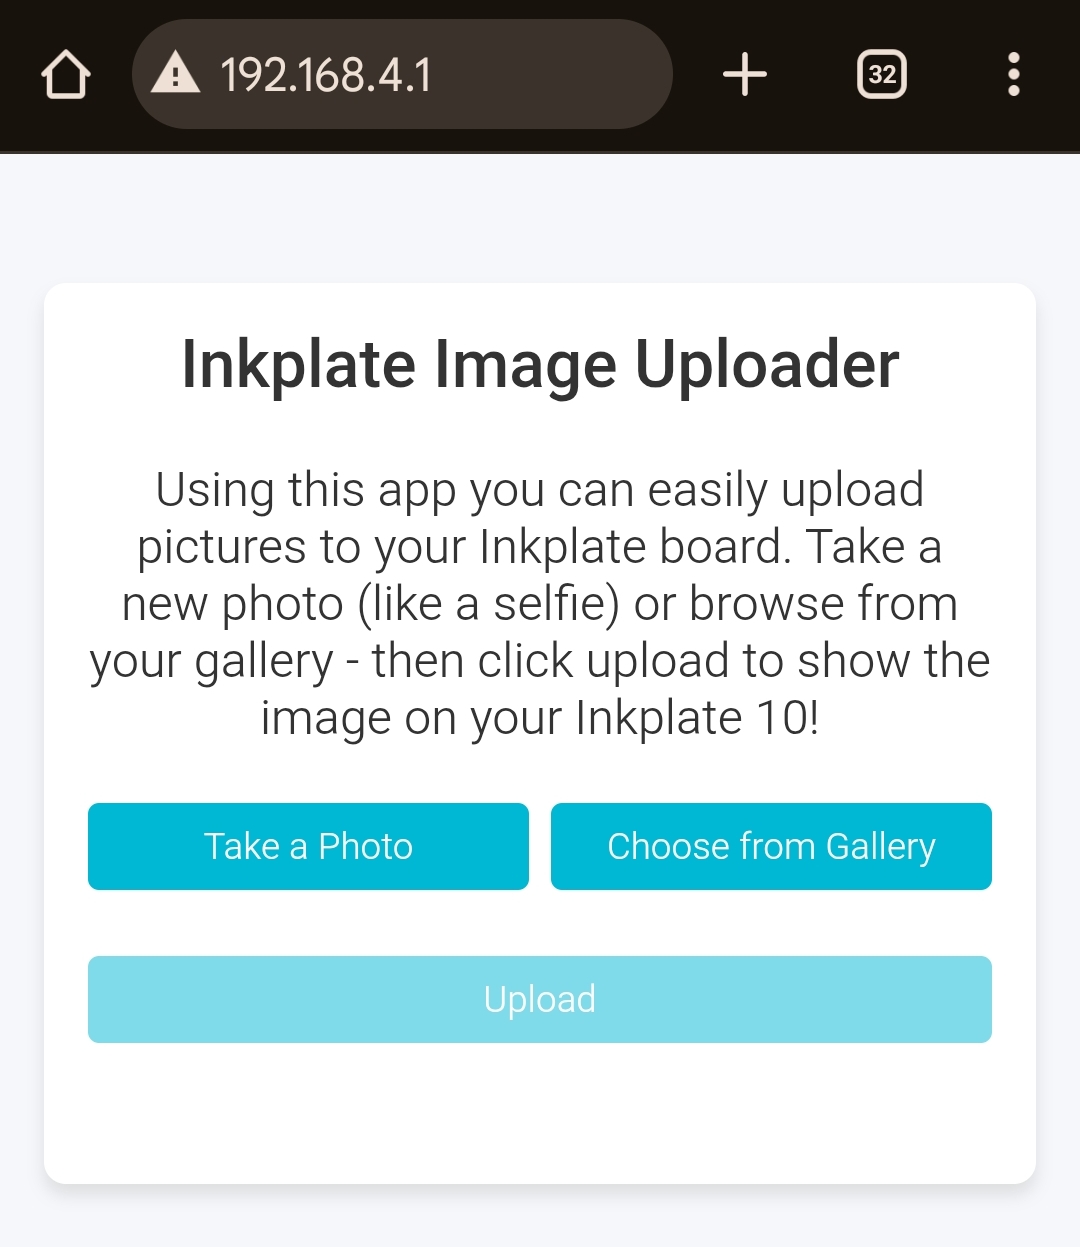 192.168.4.1
32
Inkplate Image Uploader
Using this app you can easily upload
pictures to your Inkplate board. Take a
new photo (like a selfie) or browse from
your gallery - then click upload to show the
image on your Inkplate 10!
Take a Photo
Choose from Gallery
Upload